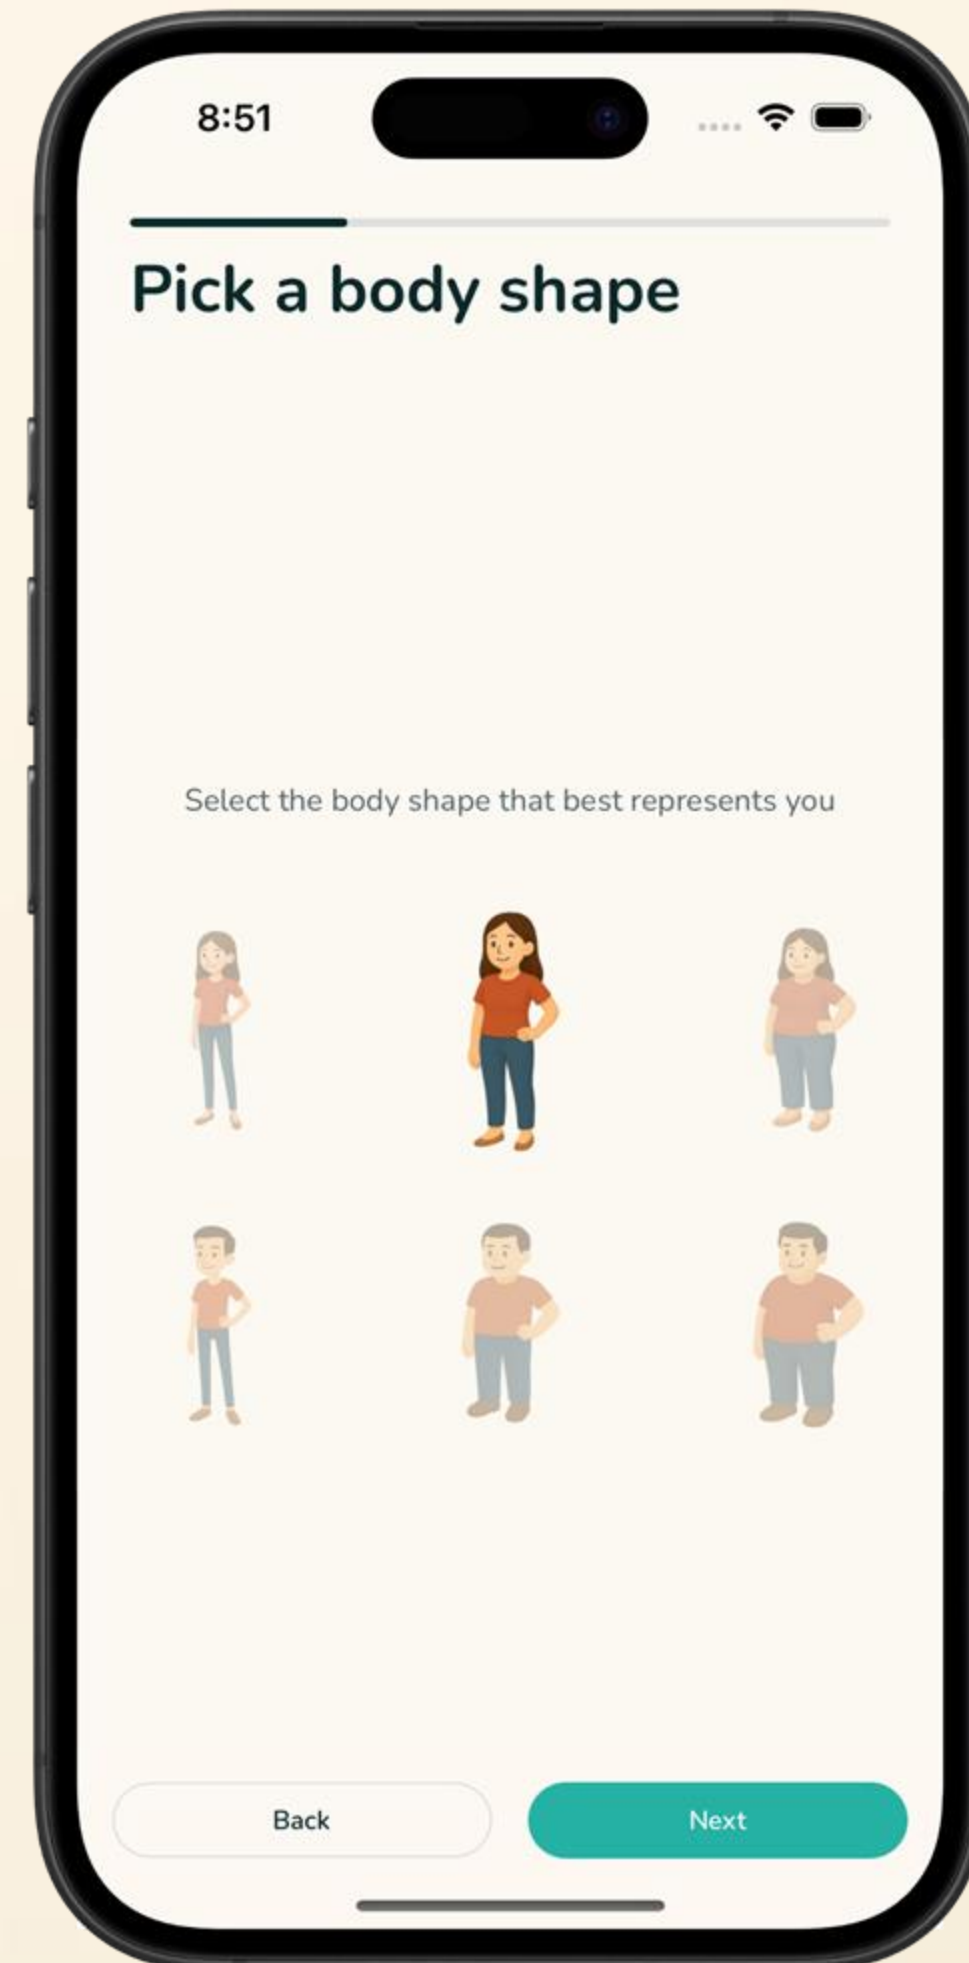 8:51
Pick a body shape
Select the body shape that best represents you
Back
Next